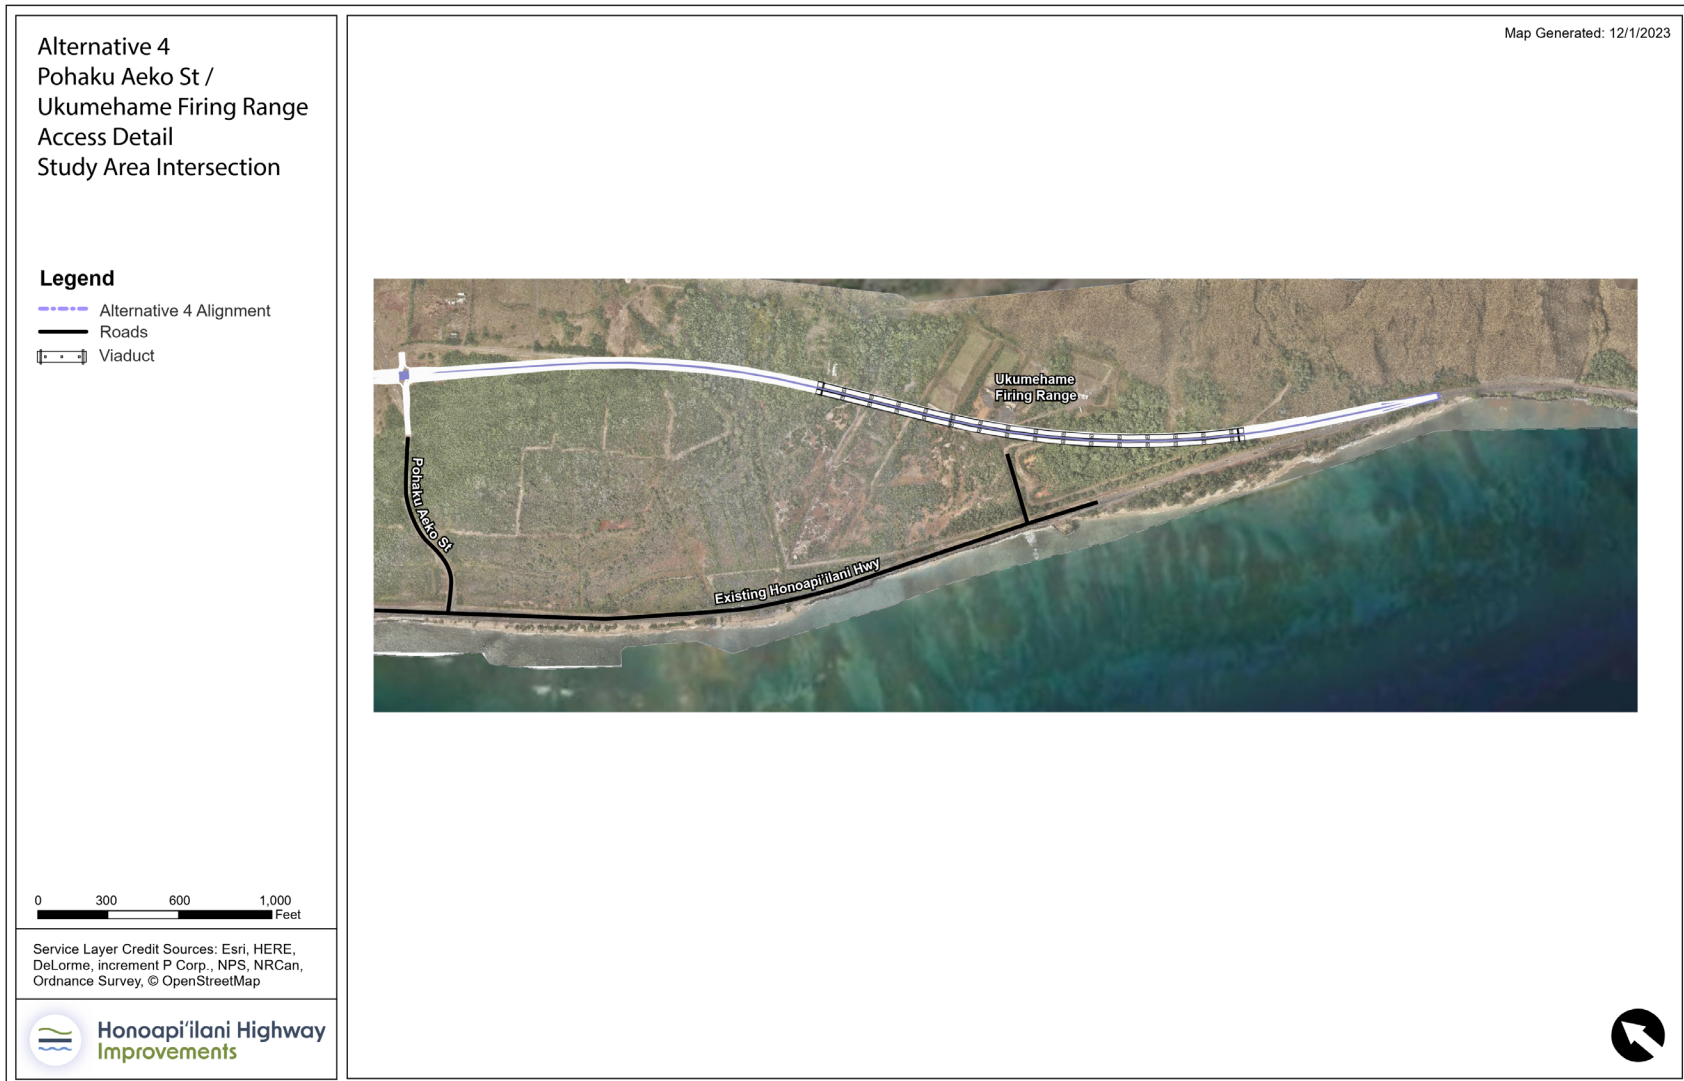 Alternative 4
Pohaku Aeko St /
Ukumehame Firing Range
Access Detail
Study Area Intersection
Legend
Alternative 4 Alignment
Roads
Viaduct
0 300 600 1,000
Feet
Service Layer Credit Sources: Esri, HERE,
DeLorme, increment P Corp., NPS, NRCan,
Ordnance Survey, © OpenStreetMap
Honoapiʻilani Highway
Improvements
Map Generated: 12/1/2023
Ukumehame
Firing Range
Pohaku Aeko St
Existing Honoapi'ilani Hwy